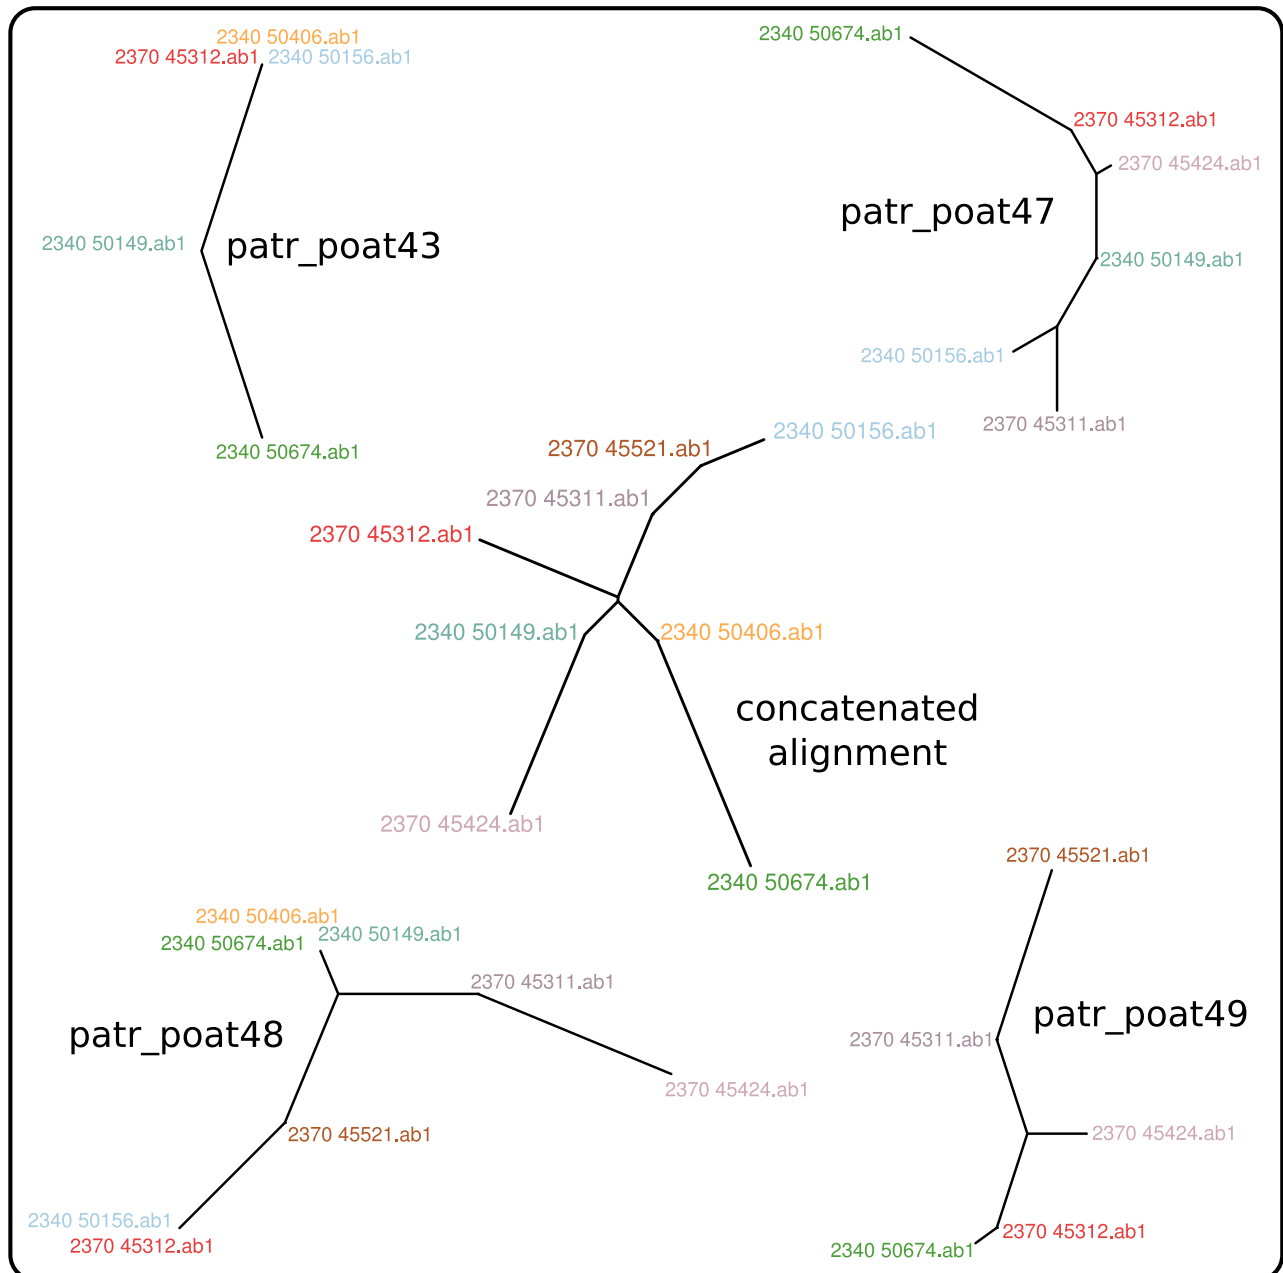 2340 50406.ab1
2370 45312.ab1
2340 50156.ab1
2340 50149.ab1
patr_poat43
2340 50674.ab1
2340 50674.ab1
2370 45312.ab1
2370 45424.ab1
patr_poat47
2340 50149.ab1
2340 50156.ab1
2370 45311.ab1
2370 45521.ab1
2340 50156.ab1
2370 45311.ab1
2370 45312.ab1
2340 50149.ab1
2340 50406.ab1
concatenated
alignment
2370 45424.ab1
2340 50674.ab1
2340 50406.ab1
2340 50149.ab1
2340 50674.ab1
2370 45311.ab1
patr_poat48
2370 45424.ab1
2370 45521.ab1
2340 50156.ab1
2370 45312.ab1
2370 45521.ab1
patr_poat49
2370 45311.ab1
2370 45424.ab1
2370 45312.ab1
2340 50674.ab1